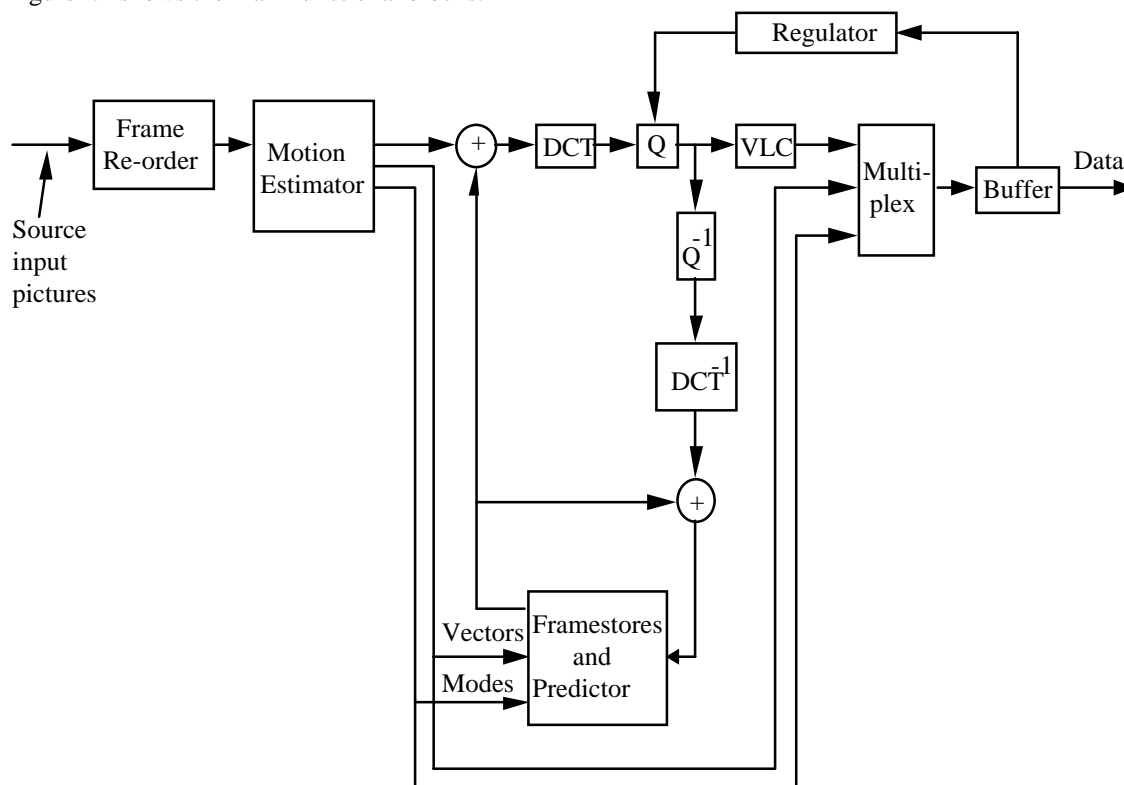 Regulator
Frame
Re-order
Motion
Estimator
+
DCT
Q
VLC
Multi-
plex
Buffer
Data
Source
input
pictures
Q-1
DCT-1
+
Vectors
Modes
Framestores
and
Predictor